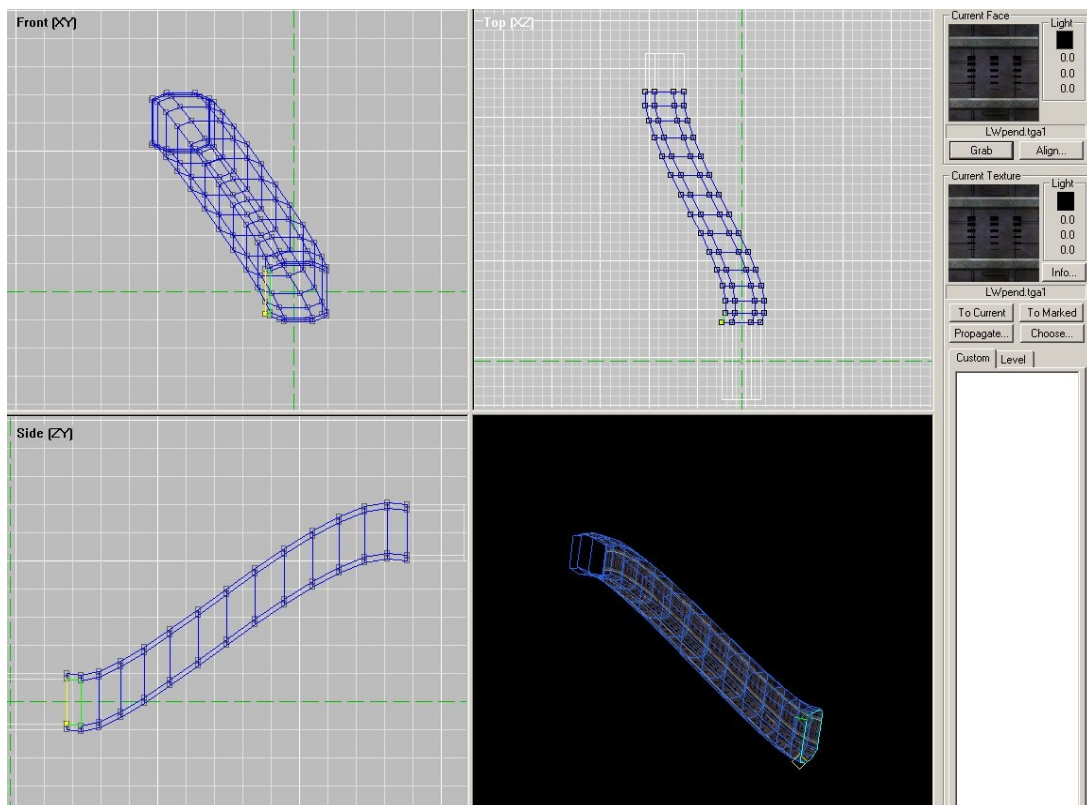 Front [XY]
Top [XZ]
Side [ZY]
Current Face
Light
0.0
0.0
0.0
LWpend.tga1
Grab
Align...
Current Texture
Light
0.0
0.0
0.0
Info...
LWpend.tga1
To Current
To Marked
Propagate...
Choose...
Custom
Level